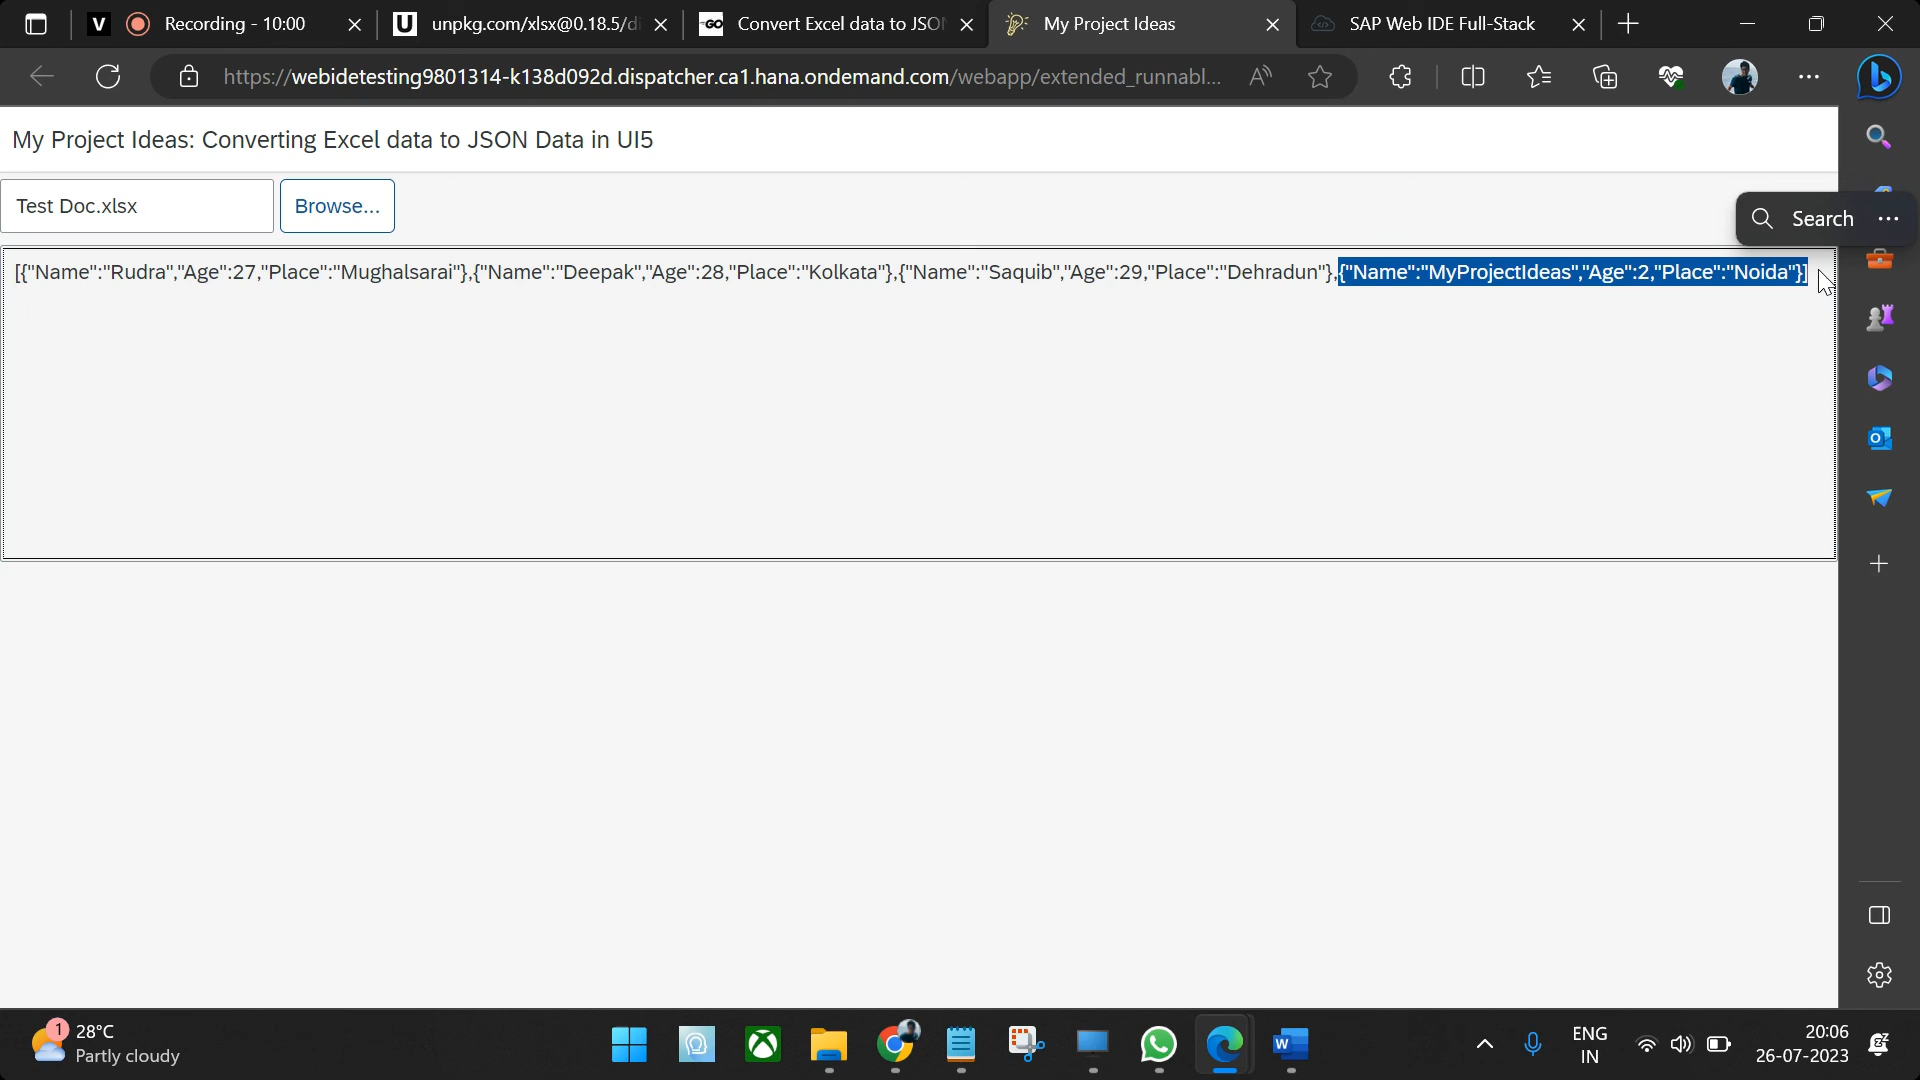 V Recording - 10:00
U unpkg.com/xlsx@0.18.5/di
GO Convert Excel data to JSON
My Project Ideas
SAP Web IDE Full-Stack
https://webidetesting9801314-k138d092d.dispatcher.ca1.hana.ondemand.com/webapp/extended_runnabl...
My Project Ideas: Converting Excel data to JSON Data in UI5
Test Doc.xlsx
Browse...
Search
[{"Name":"Rudra","Age":27,"Place":"Mughalsarai"},{"Name":"Deepak","Age":28,"Place":"Kolkata"},{"Name":"Saquib","Age":29,"Place":"Dehradun"},{"Name":"MyProjectIdeas","Age":2,"Place":"Noida"}]
1
28°C
Partly cloudy
ENG
IN
20:06
26-07-2023